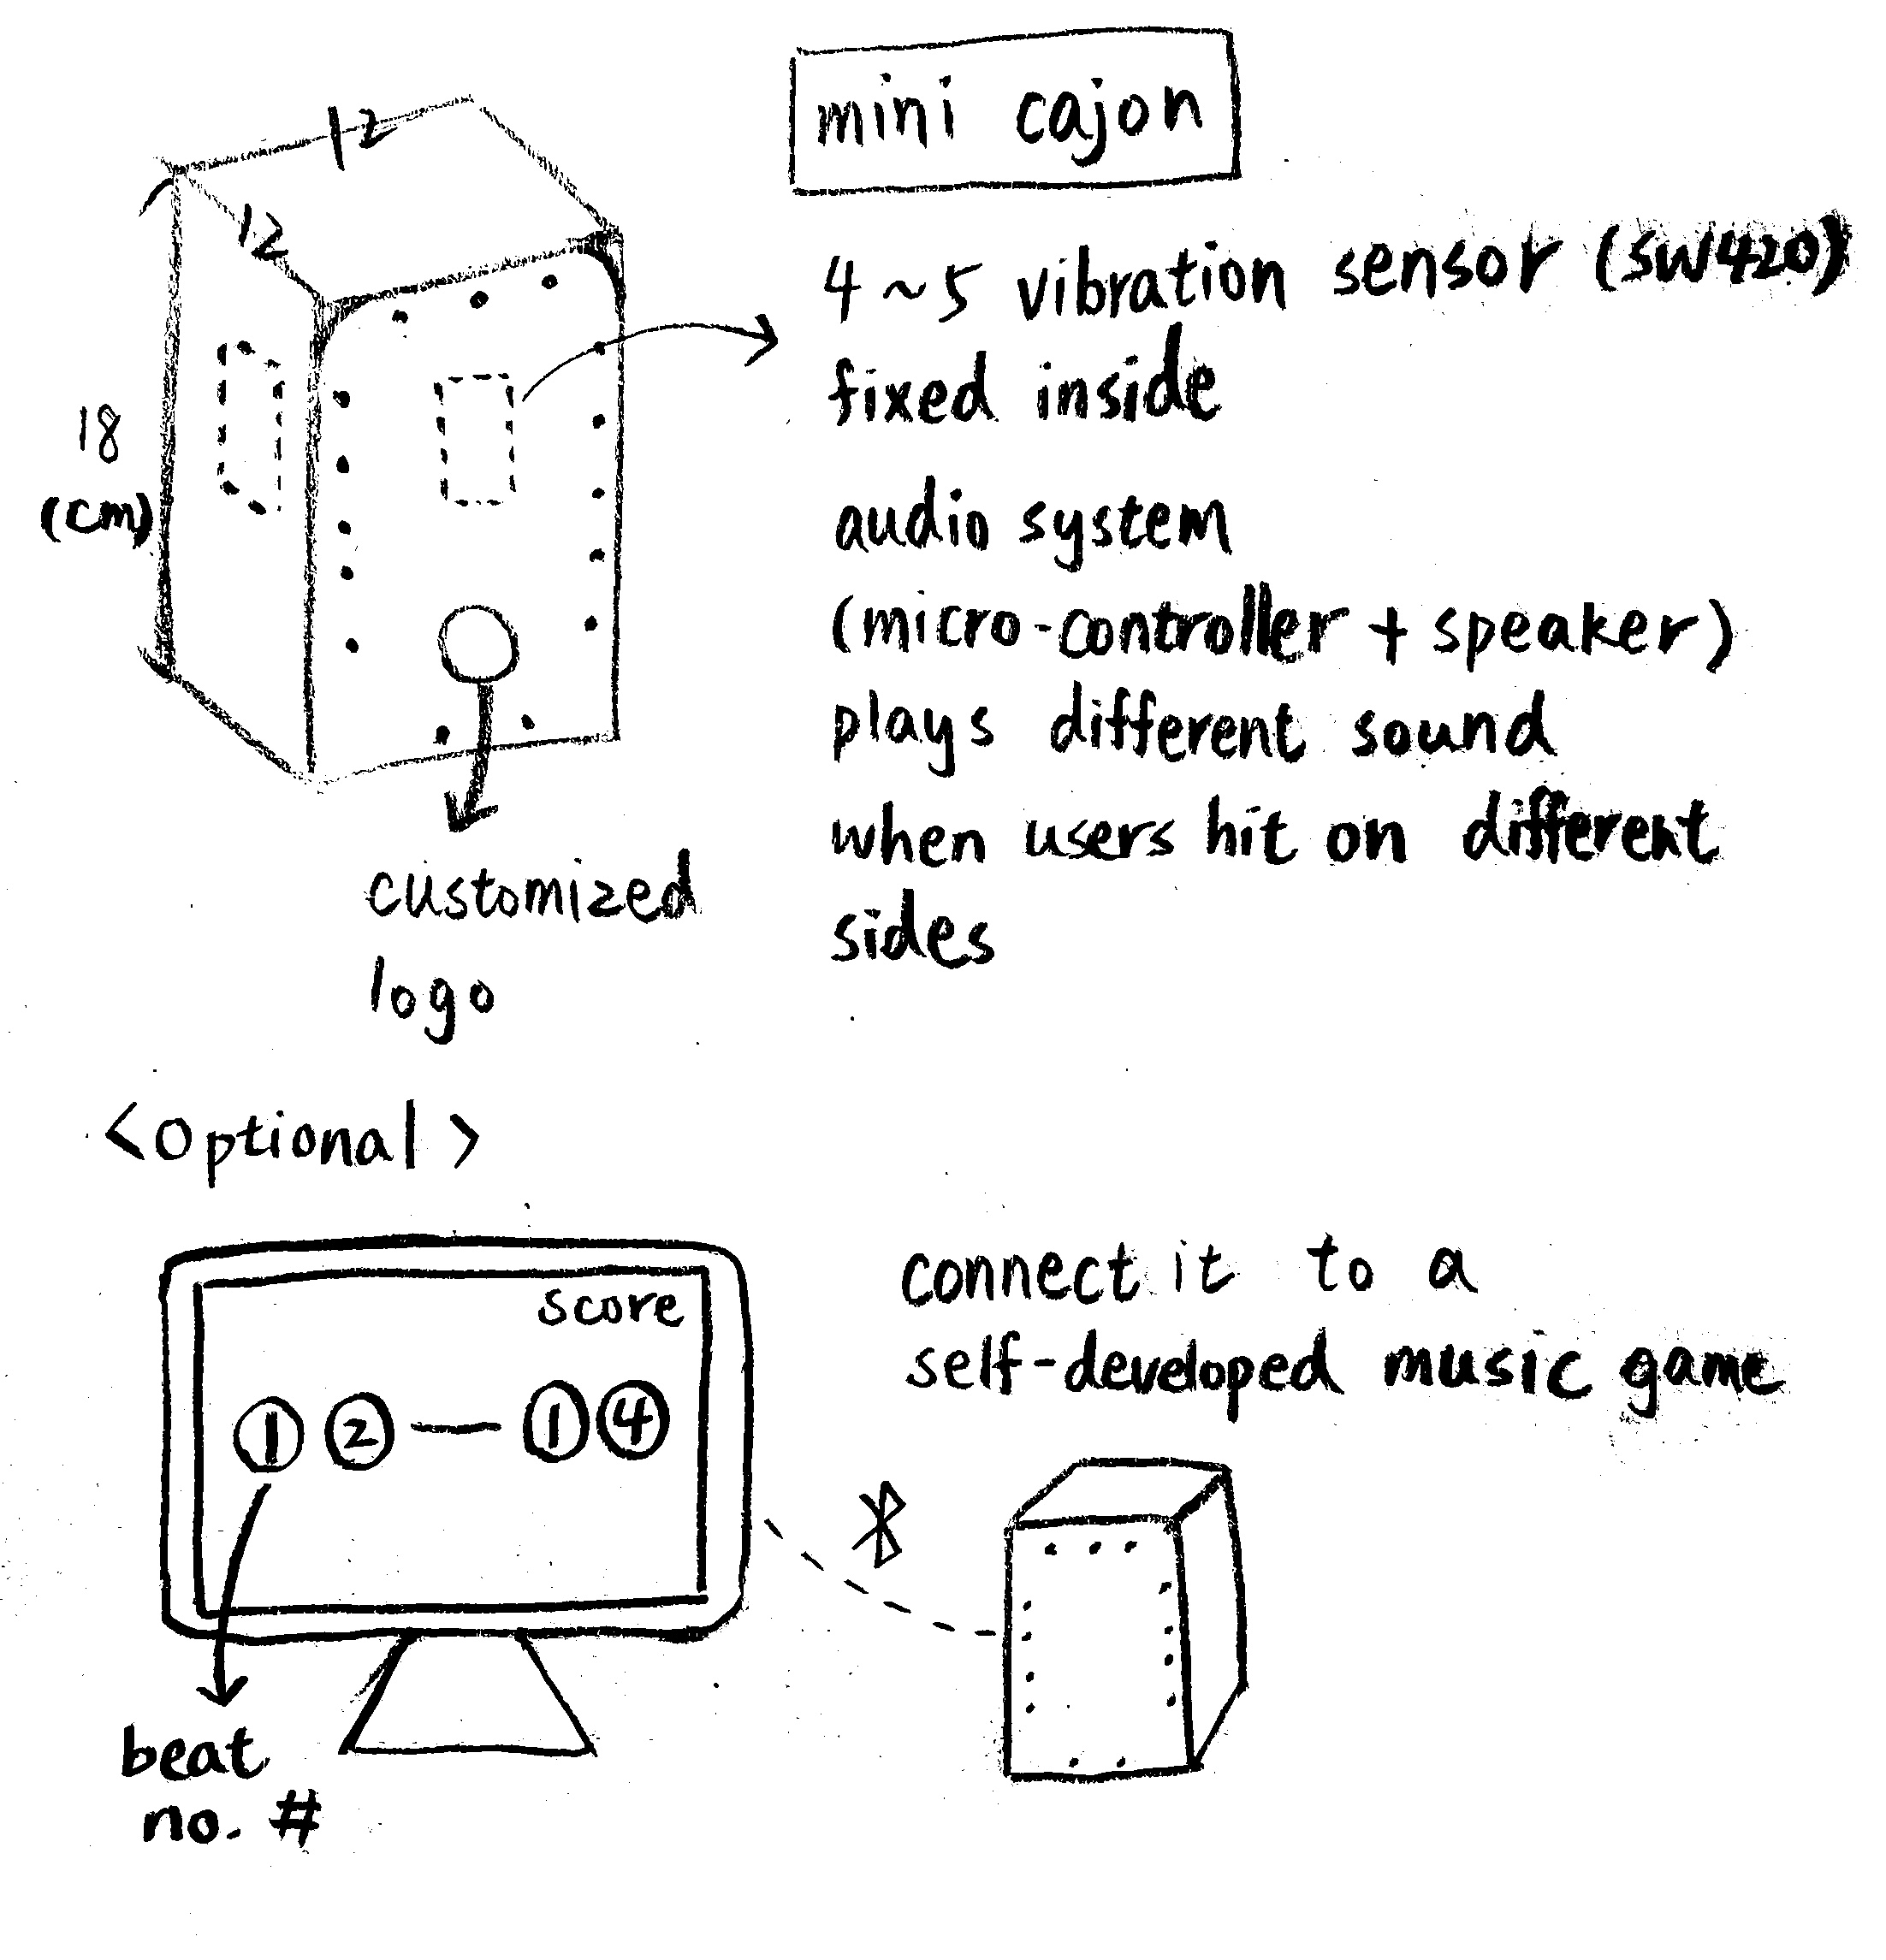 mini cajon
12
12
18
(cm)
4~5 vibration sensor (SW420)
fixed inside
audio system
(micro-controller + speaker)
plays different sound
when users hit on different
sides
customized
logo
<Optional>
score
1 2 — 1 4
beat
no. #
connect it to a
self-developed music game